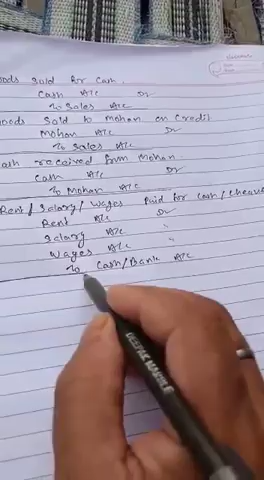 oods sold for cash.
Cash A/c Dr
To Sales A/c
oods sold to mohan on credit
Mohan A/c Dr
To Sales A/c
ash received from Mohan
Cash A/c Dr
To Mohan A/c
Rent / Salary / Wages Paid for Cash / Cheque
Rent A/c Dr
Salary A/c "
Wages A/c "
To Cash/Bank A/c